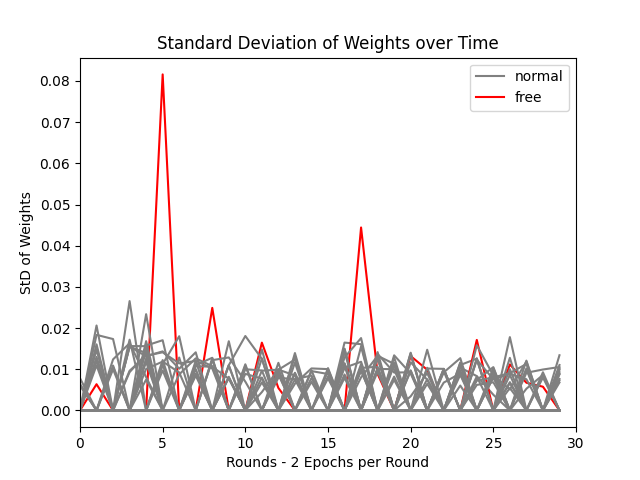 Standard Deviation of Weights over Time
normal
free
0.08
0.07
0.06
0.05
0.04
0.03
0.02
0.01
0.00
StD of Weights
0 5 10 15 20 25 30
Rounds - 2 Epochs per Round